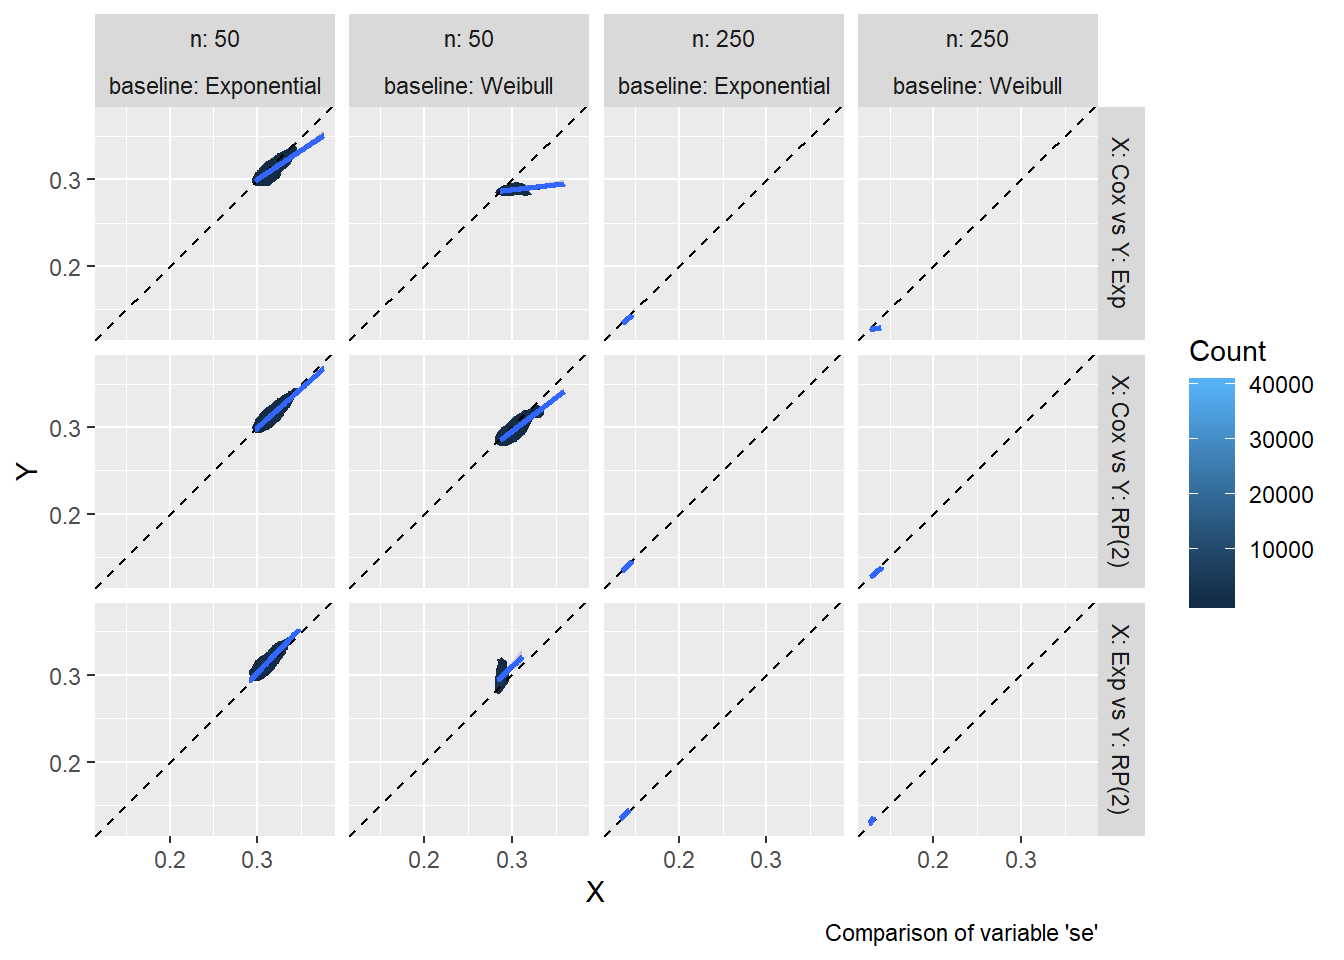 n: 50
baseline: Exponential
n: 50
baseline: Weibull
n: 250
baseline: Exponential
n: 250
baseline: Weibull
X: Cox vs Y: Exp
X: Cox vs Y: RP(2)
X: Exp vs Y: RP(2)
0.3
0.2
0.3
0.2
0.3
0.2
Y
0.2
0.3
0.2
0.3
0.2
0.3
0.2
0.3
X
Count
40000
30000
20000
10000
Comparison of variable 'se'